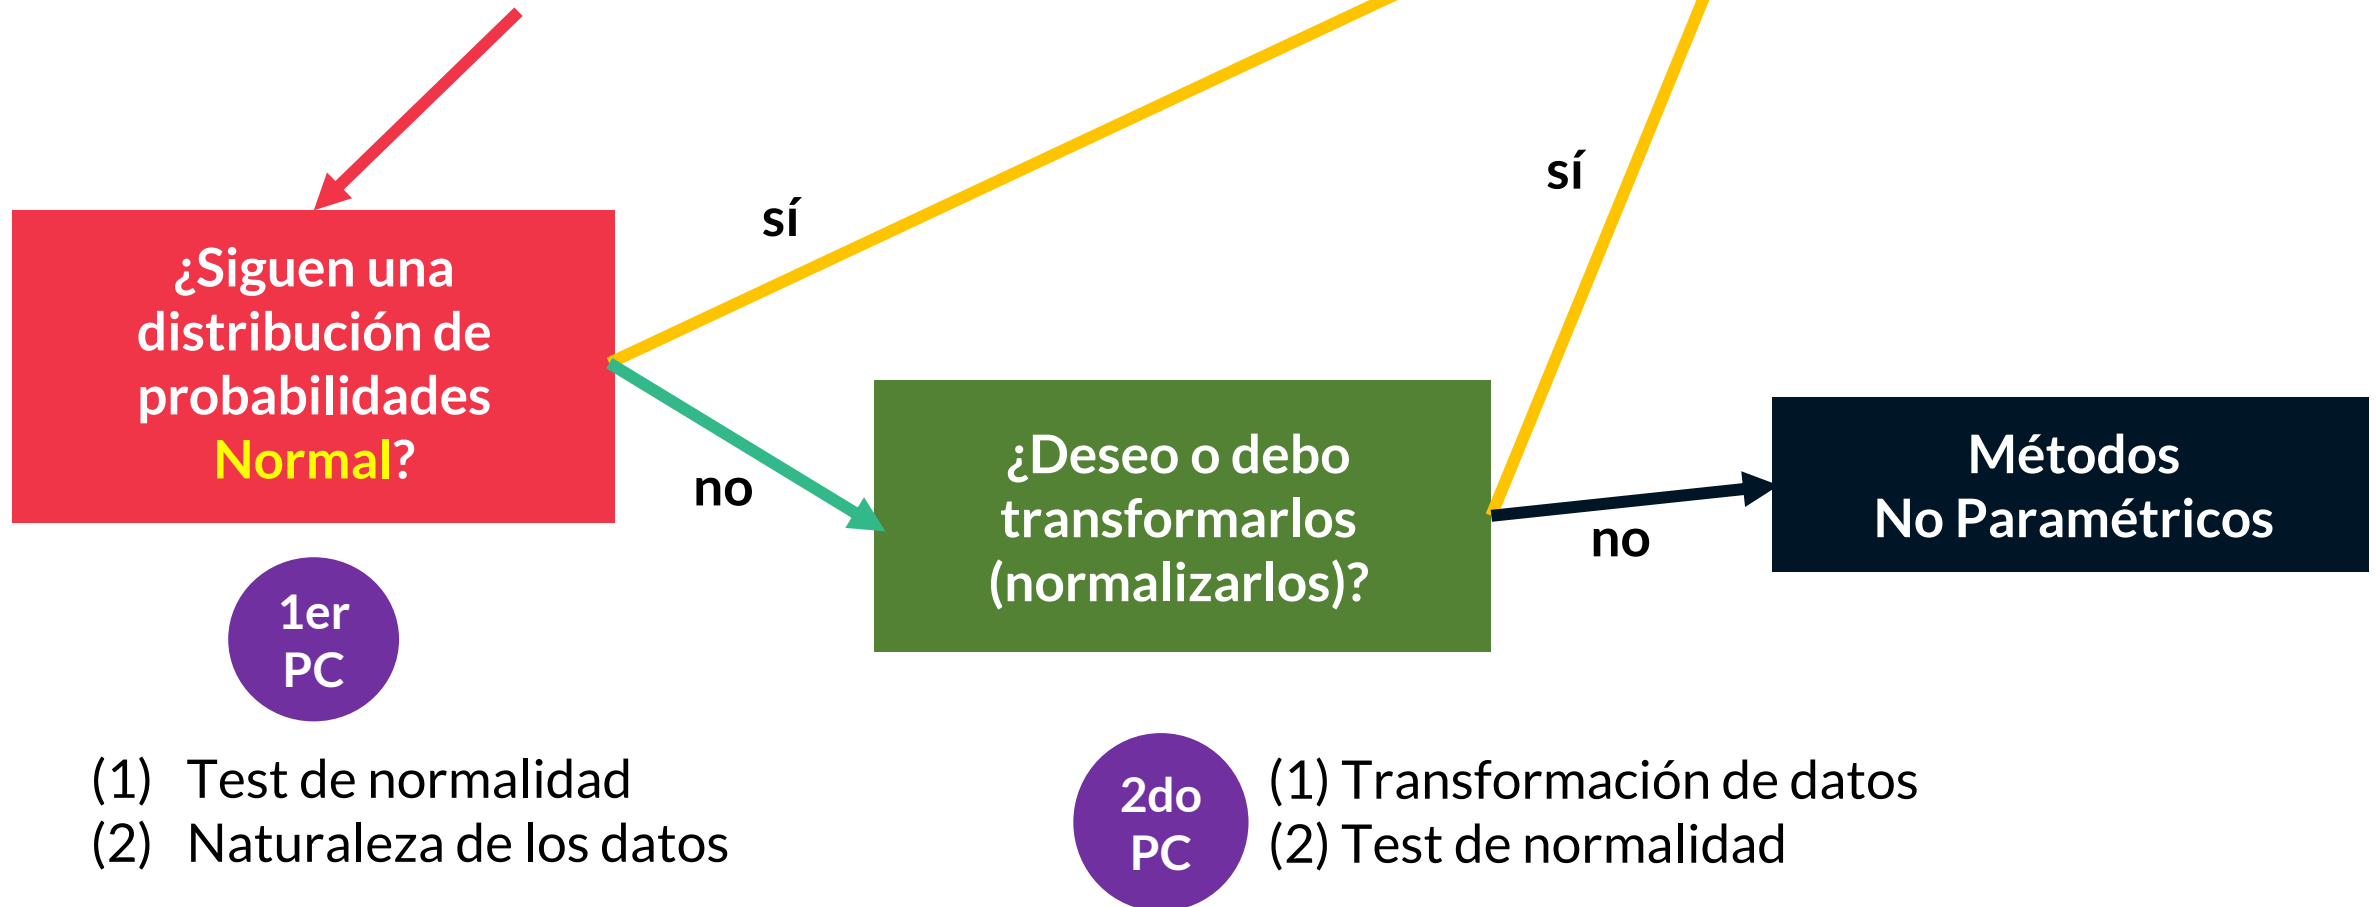 sí
sí
¿Siguen una
distribución de
probabilidades
Normal?
no
¿Deseo o debo
transformarlos
(normalizarlos)?
no
Métodos
No Paramétricos
1er
PC
(1) Test de normalidad
(2) Naturaleza de los datos
2do
PC
(1) Transformación de datos
(2) Test de normalidad